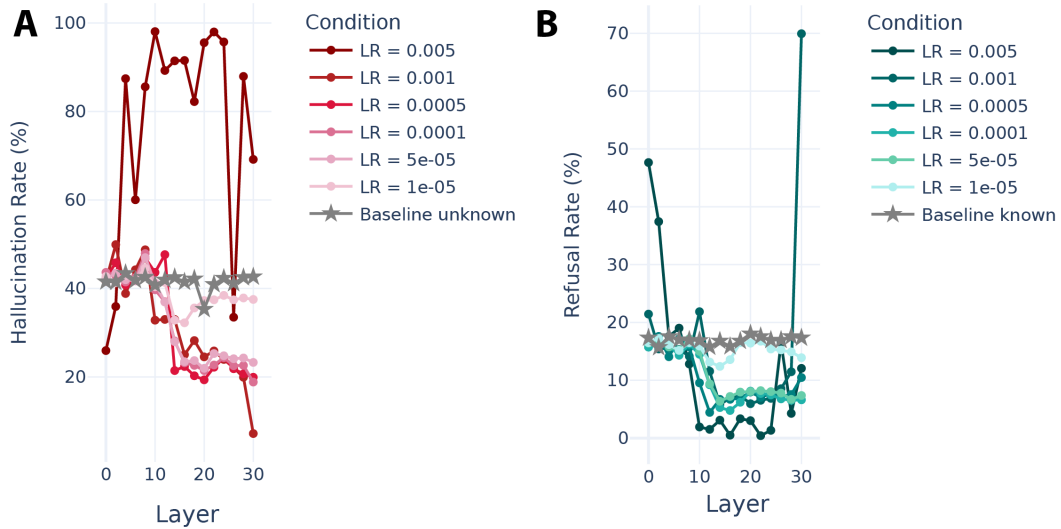 A
Hallucination Rate (%)
100
80
60
40
20
0
10
20
30
Layer
Condition
LR = 0.005
LR = 0.001
LR = 0.0005
LR = 0.0001
LR = 5e-05
LR = 1e-05
Baseline unknown
B
Refusal Rate (%)
70
60
50
40
30
20
10
0
0
10
20
30
Layer
Condition
LR = 0.005
LR = 0.001
LR = 0.0005
LR = 0.0001
LR = 5e-05
LR = 1e-05
Baseline known